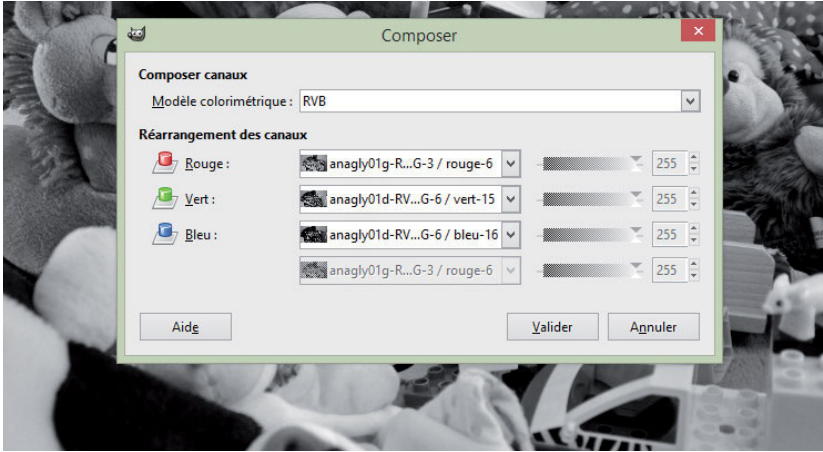 Composer
Composer canaux
Modèle colorimétrique : RVB
Réarrangement des canaux
Rouge : anagly01g-R...G-3 / rouge-6 255
Vert : anagly01d-RV...G-6 / vert-15 255
Bleu : anagly01d-RV...G-6 / bleu-16 255
anagly01g-R...G-3 / rouge-6 255
Aide Valider Annuler